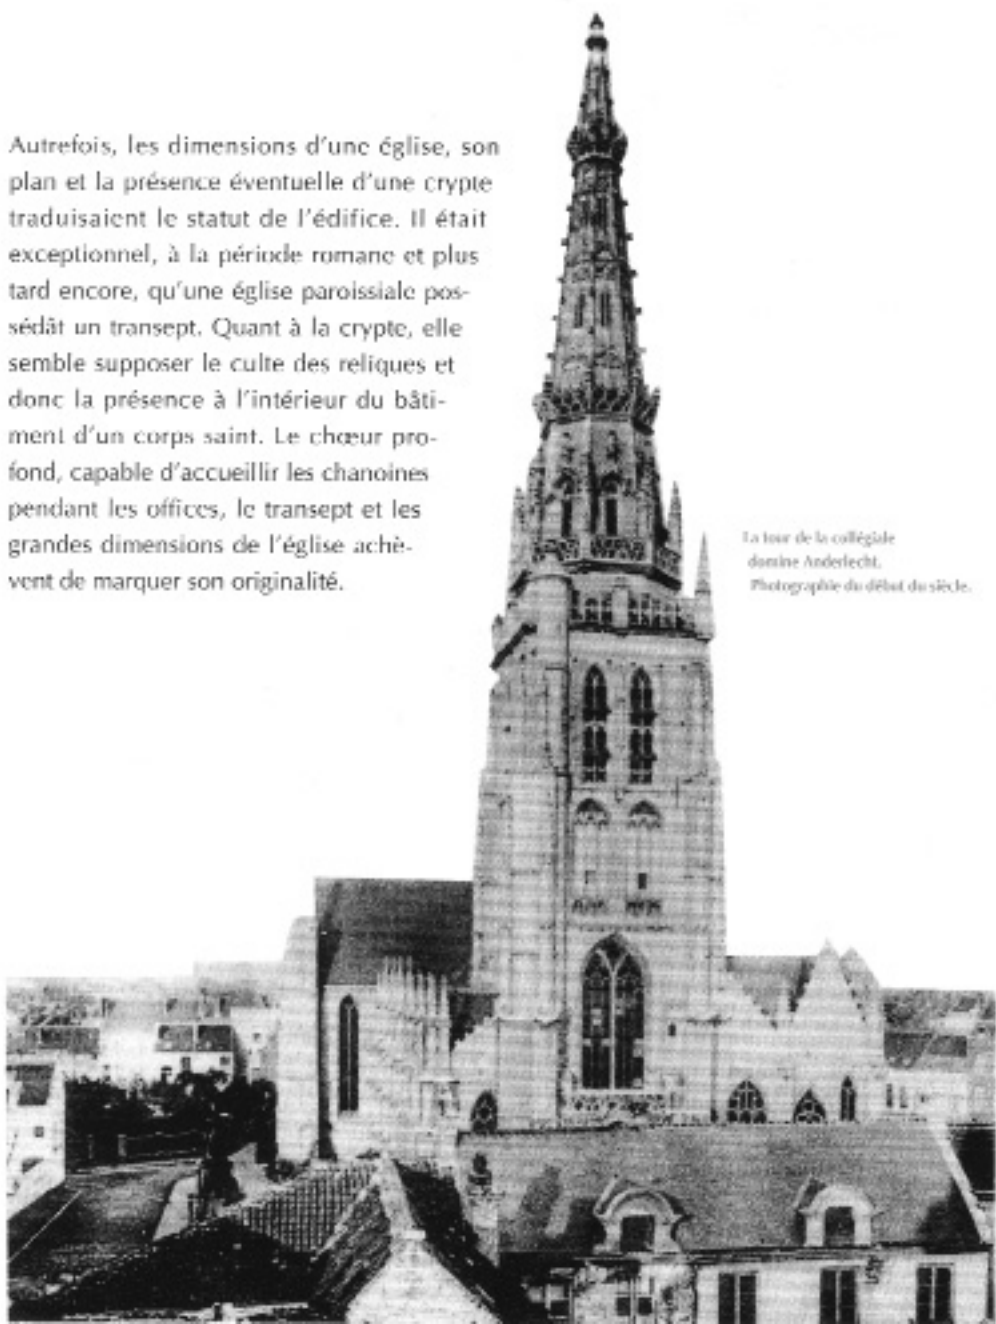 Autrefois, les dimensions d'une église, son
plan et la présence éventuelle d'une crypte
traduisaient le statut de l'édifice. Il était
exceptionnel, à la période romane et plus
tard encore, qu'une église paroissiale pos-
sédât un transept. Quant à la crypte, elle
semble supposer le culte des reliques et
donc la présence à l'intérieur du bâti-
ment d'un corps saint. Le chœur pro-
fond, capable d'accueillir les chanoines
pendant les offices, le transept et les
grandes dimensions de l'église achè-
vent de marquer son originalité.
La tour de la collégiale
domine Anderlecht.
Photographie du début du siècle.